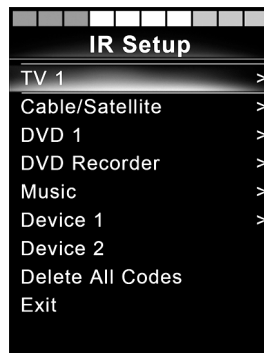 IR Setup
TV 1 >
Cable/Satellite >
DVD 1 >
DVD Recorder >
Music >
Device 1 >
Device 2
Delete All Codes
Exit